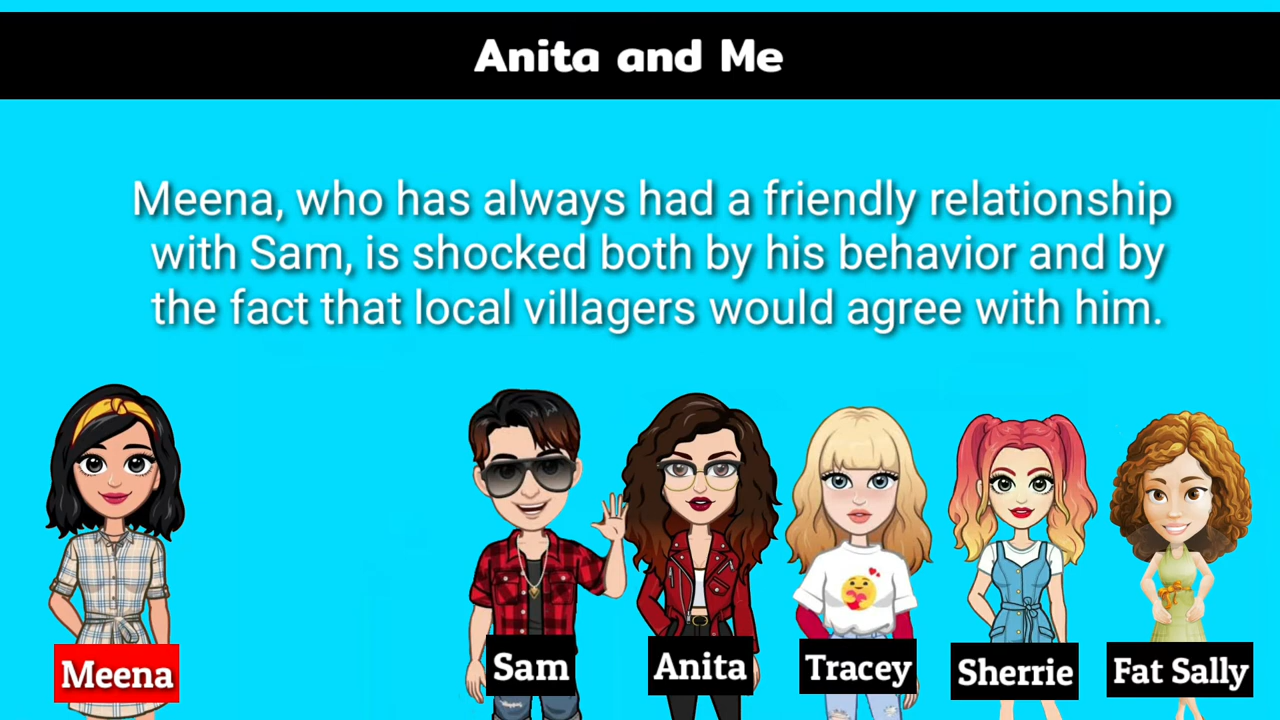 Anita and Me
Meena, who has always had a friendly relationship
with Sam, is shocked both by his behavior and by
the fact that local villagers would agree with him.
Meena
Sam
Anita
Tracey
Sherrie
Fat Sally